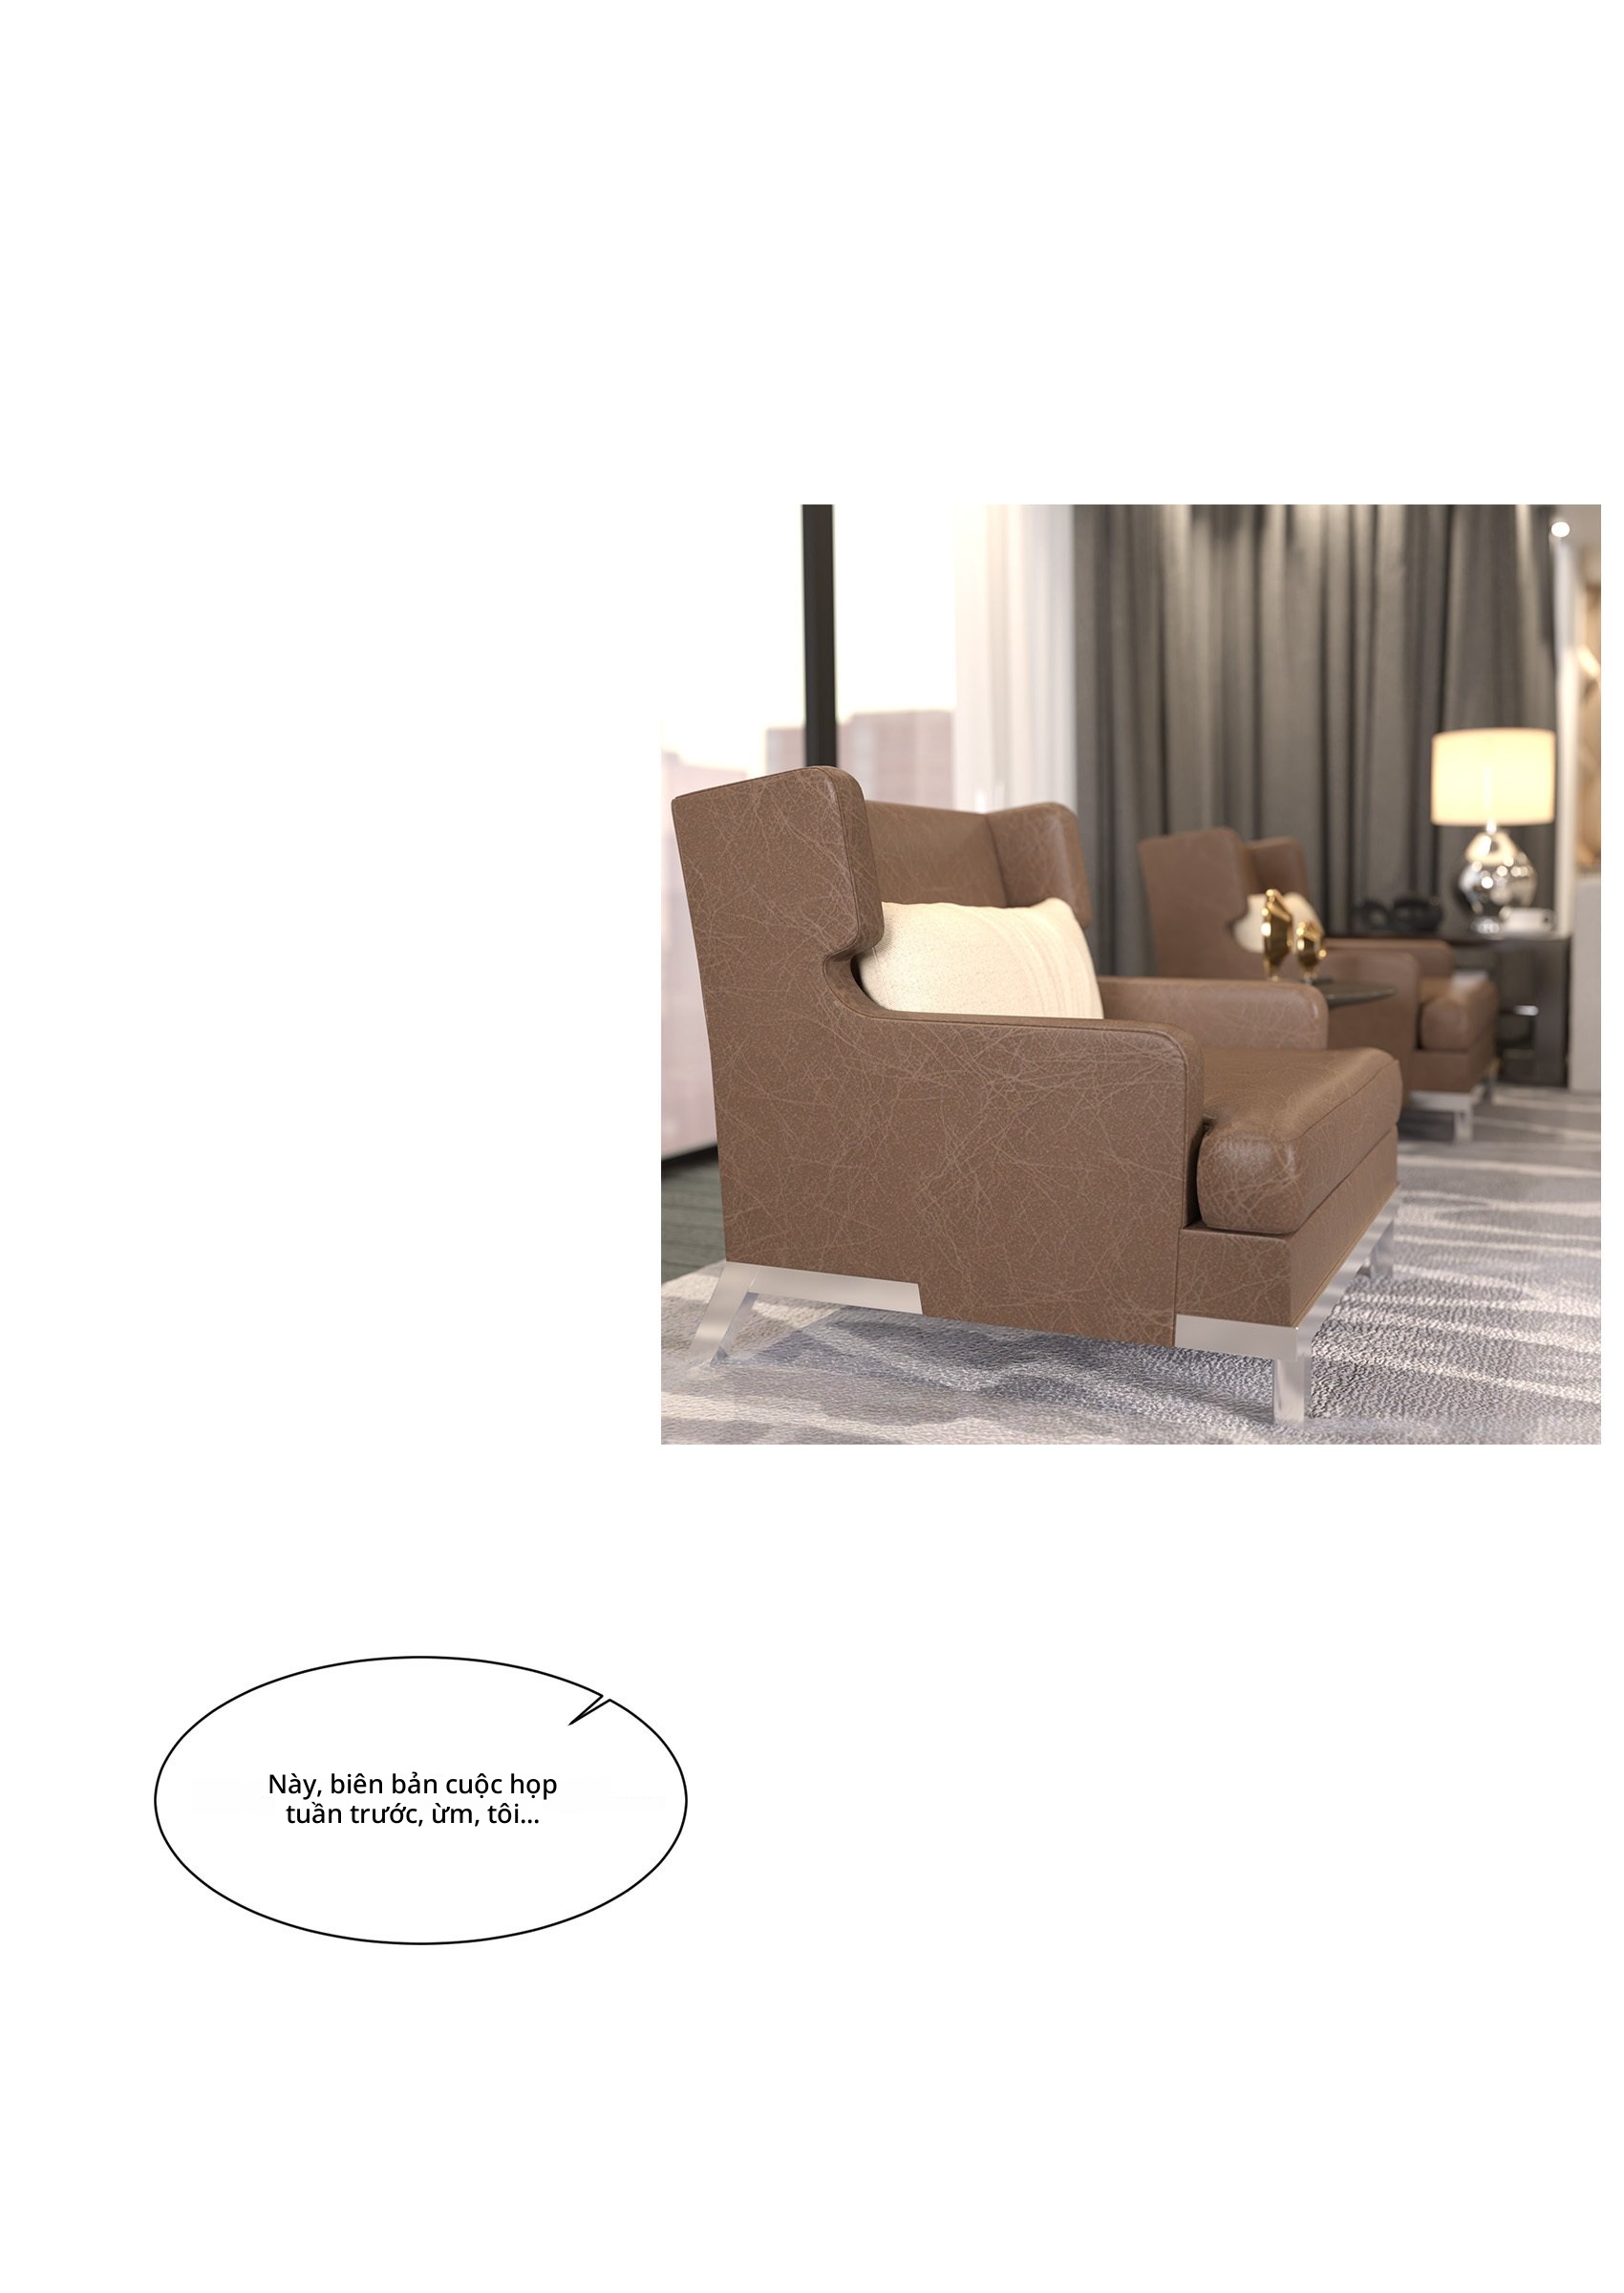 Này, biên bản cuộc họp
tuần trước, ừm, tôi...